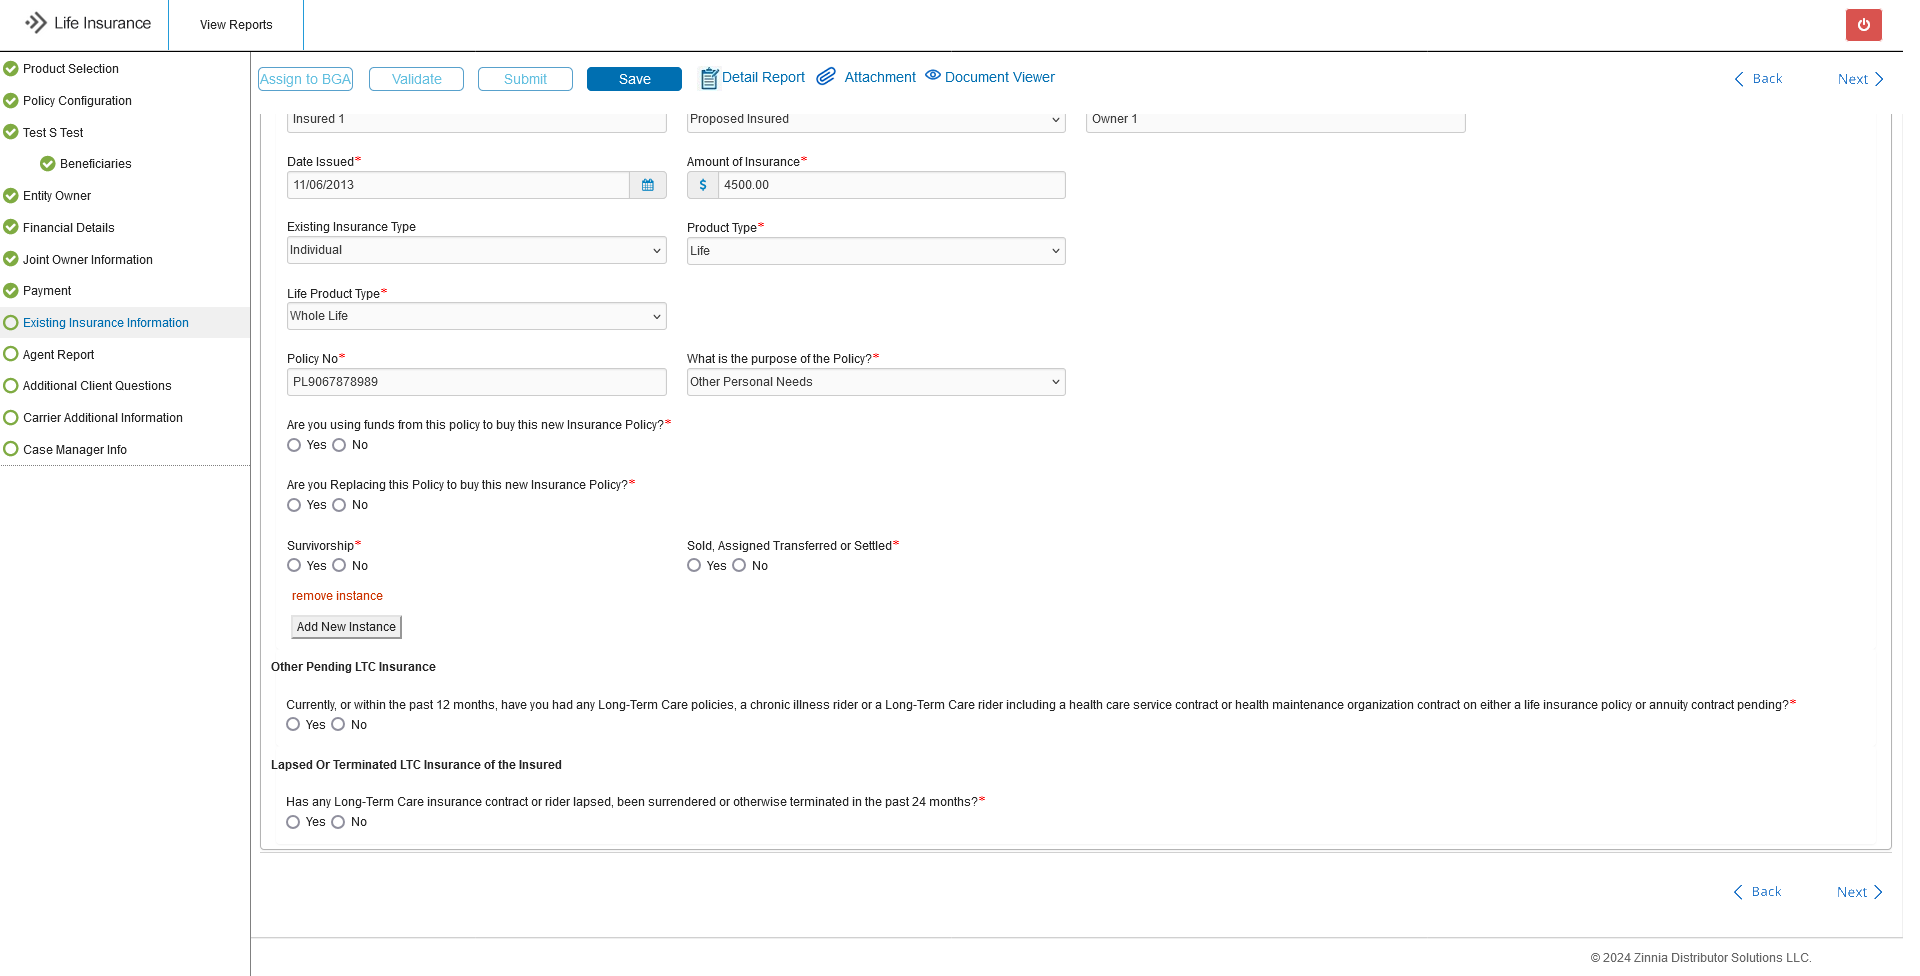 Life Insurance
View Reports
Product Selection
Policy Configuration
Test S Test
Beneficiaries
Entity Owner
Financial Details
Joint Owner Information
Payment
Existing Insurance Information
Agent Report
Additional Client Questions
Carrier Additional Information
Case Manager Info
Assign to BGA Validate Submit Save Detail Report Attachment Document Viewer Back Next
Insured 1 Proposed Insured Owner 1
Date Issued* Amount of Insurance*
11/06/2013 $ 4500.00
Existing Insurance Type Product Type*
Individual Life
Life Product Type*
Whole Life
Policy No* What is the purpose of the Policy?*
PL9067878989 Other Personal Needs
Are you using funds from this policy to buy this new Insurance Policy?*
Yes No
Are you Replacing this Policy to buy this new Insurance Policy?*
Yes No
Survivorship* Sold, Assigned Transferred or Settled*
Yes No Yes No
remove instance
Add New Instance
Other Pending LTC Insurance
Currently, or within the past 12 months, have you had any Long-Term Care policies, a chronic illness rider or a Long-Term Care rider including a health care service contract or health maintenance organization contract on either a life insurance policy or annuity contract pending?*
Yes No
Lapsed Or Terminated LTC Insurance of the Insured
Has any Long-Term Care insurance contract or rider lapsed, been surrendered or otherwise terminated in the past 24 months?*
Yes No
Back Next
© 2024 Zinnia Distributor Solutions LLC.